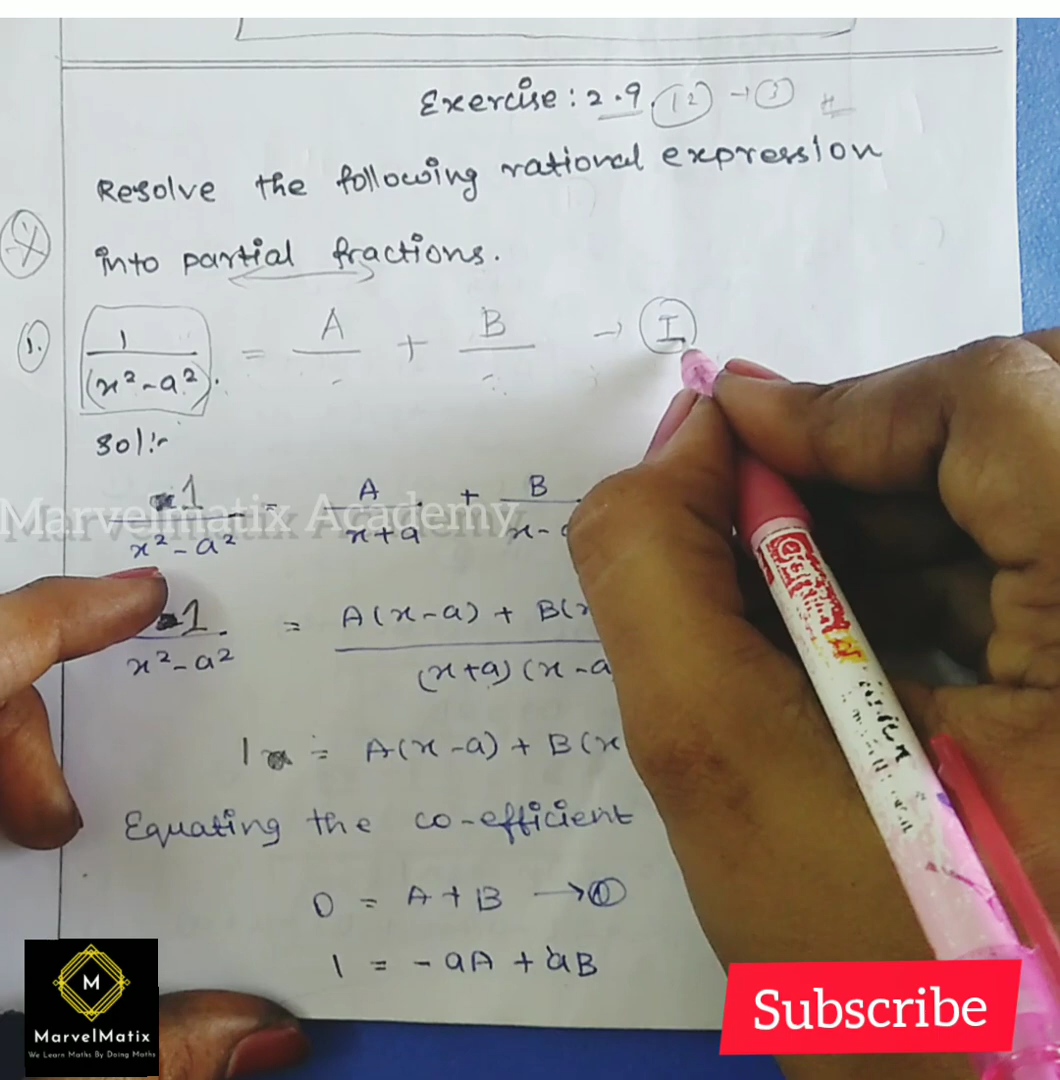 Exercise : 2.9 (12) → (3)
Resolve the following rational expression
into partial fractions.
1. 1/(x²-a²) = A/ + B/ → I
Sol:-
1/x²-a² = A/x+a + B/x-
1/x²-a² = A(x-a) + B(x/(x+a)(x-a
1 = A(x-a) + B(x
Equating the co-efficient
0 = A+B → ①
1 = -aA + aB
Marvelmatix Academy
M
MARVELMATIX
We Learn Maths By Doing Maths
Subscribe